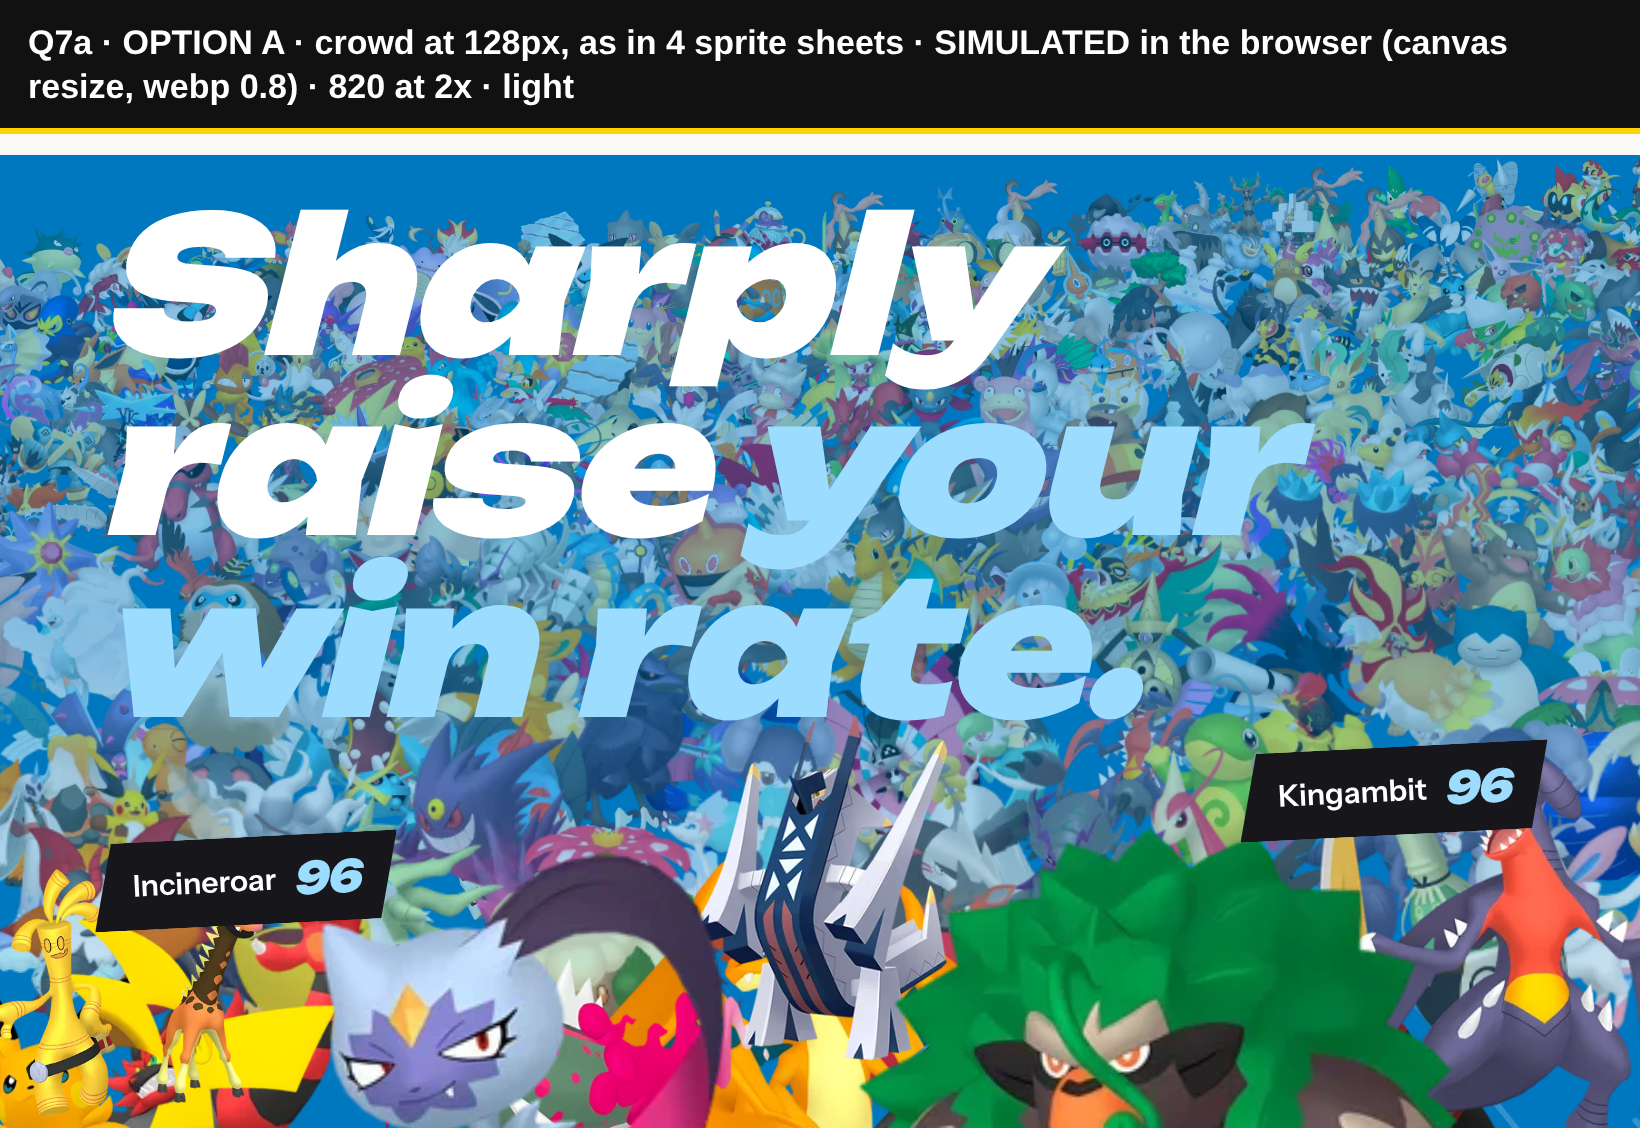 Q7a · OPTION A · crowd at 128px, as in 4 sprite sheets · SIMULATED in the browser (canvas
resize, webp 0.8) · 820 at 2x · light
Sharply
raise your
win rate.
Kingambit 96
Incineroar 96